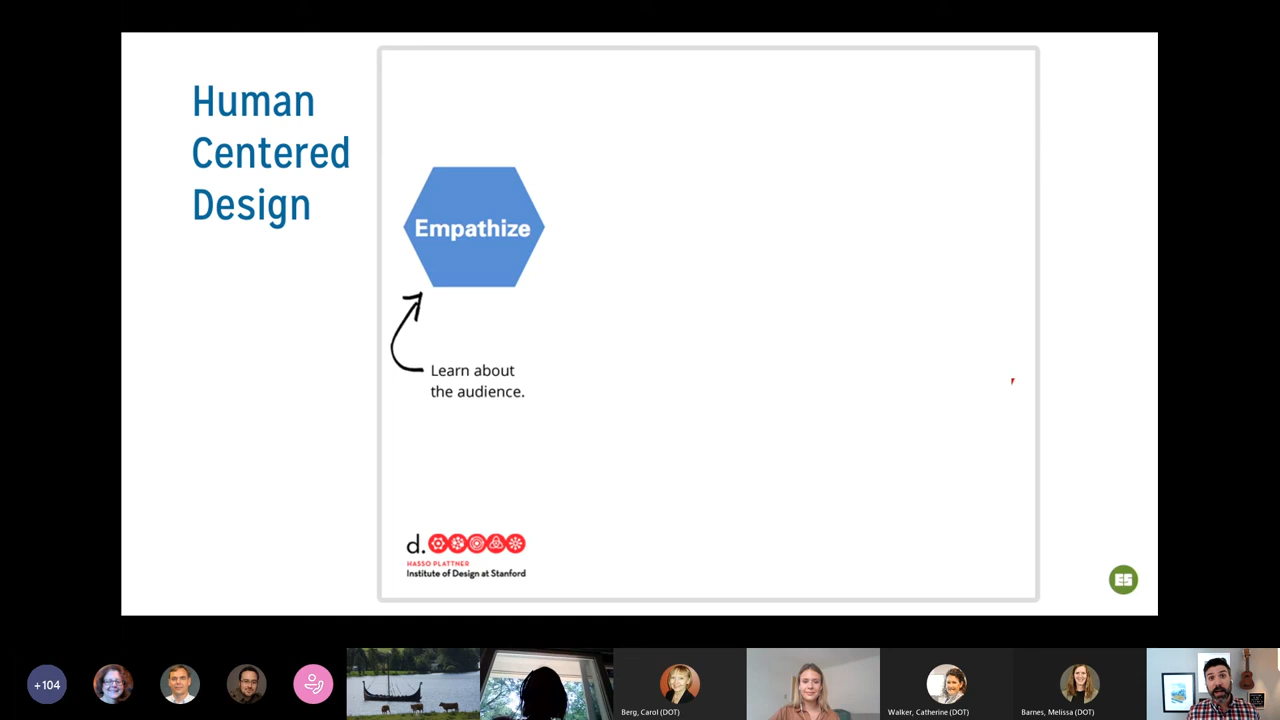 Human
Centered
Design
Empathize
Learn about
the audience.
d.
HASSO PLATTNER
Institute of Design at Stanford
ES
+104
Berg, Carol (DOT)
Walker, Catherine (DOT)
Barnes, Melissa (DOT)